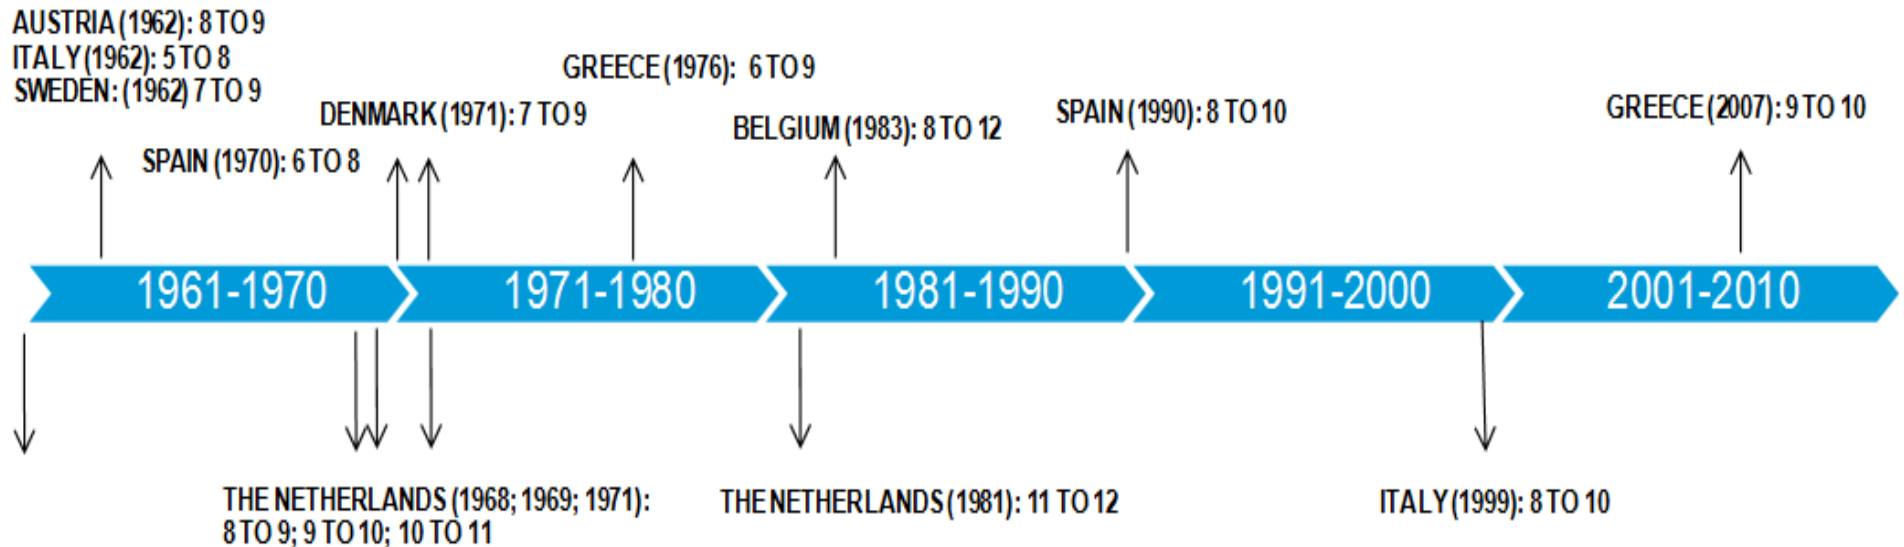 AUSTRIA (1962): 8 TO 9
ITALY (1962): 5 TO 8
SWEDEN: (1962) 7 TO 9
GREECE (1976): 6 TO 9
DENMARK (1971): 7 TO 9
BELGIUM (1983): 8 TO 12
SPAIN (1990): 8 TO 10
GREECE (2007): 9 TO 10
SPAIN (1970): 6 TO 8
1961-1970
1971-1980
1981-1990
1991-2000
2001-2010
THE NETHERLANDS (1968; 1969; 1971):
8 TO 9; 9 TO 10; 10 TO 11
THE NETHERLANDS (1981): 11 TO 12
ITALY (1999): 8 TO 10